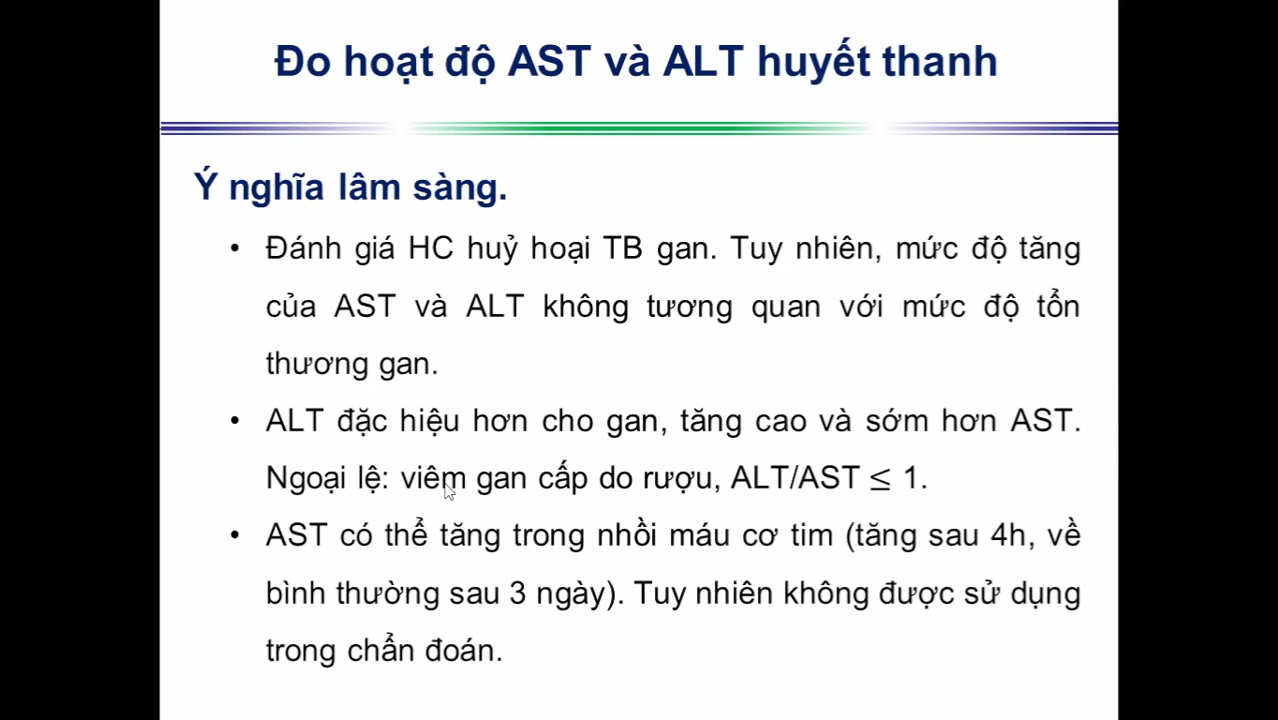 Đo hoạt độ AST và ALT huyết thanh
Ý nghĩa lâm sàng.
• Đánh giá HC huỷ hoại TB gan. Tuy nhiên, mức độ tăng
của AST và ALT không tương quan với mức độ tổn
thương gan.
• ALT đặc hiệu hơn cho gan, tăng cao và sớm hơn AST.
Ngoại lệ: viêm gan cấp do rượu, ALT/AST ≤ 1.
• AST có thể tăng trong nhồi máu cơ tim (tăng sau 4h, về
bình thường sau 3 ngày). Tuy nhiên không được sử dụng
trong chẩn đoán.